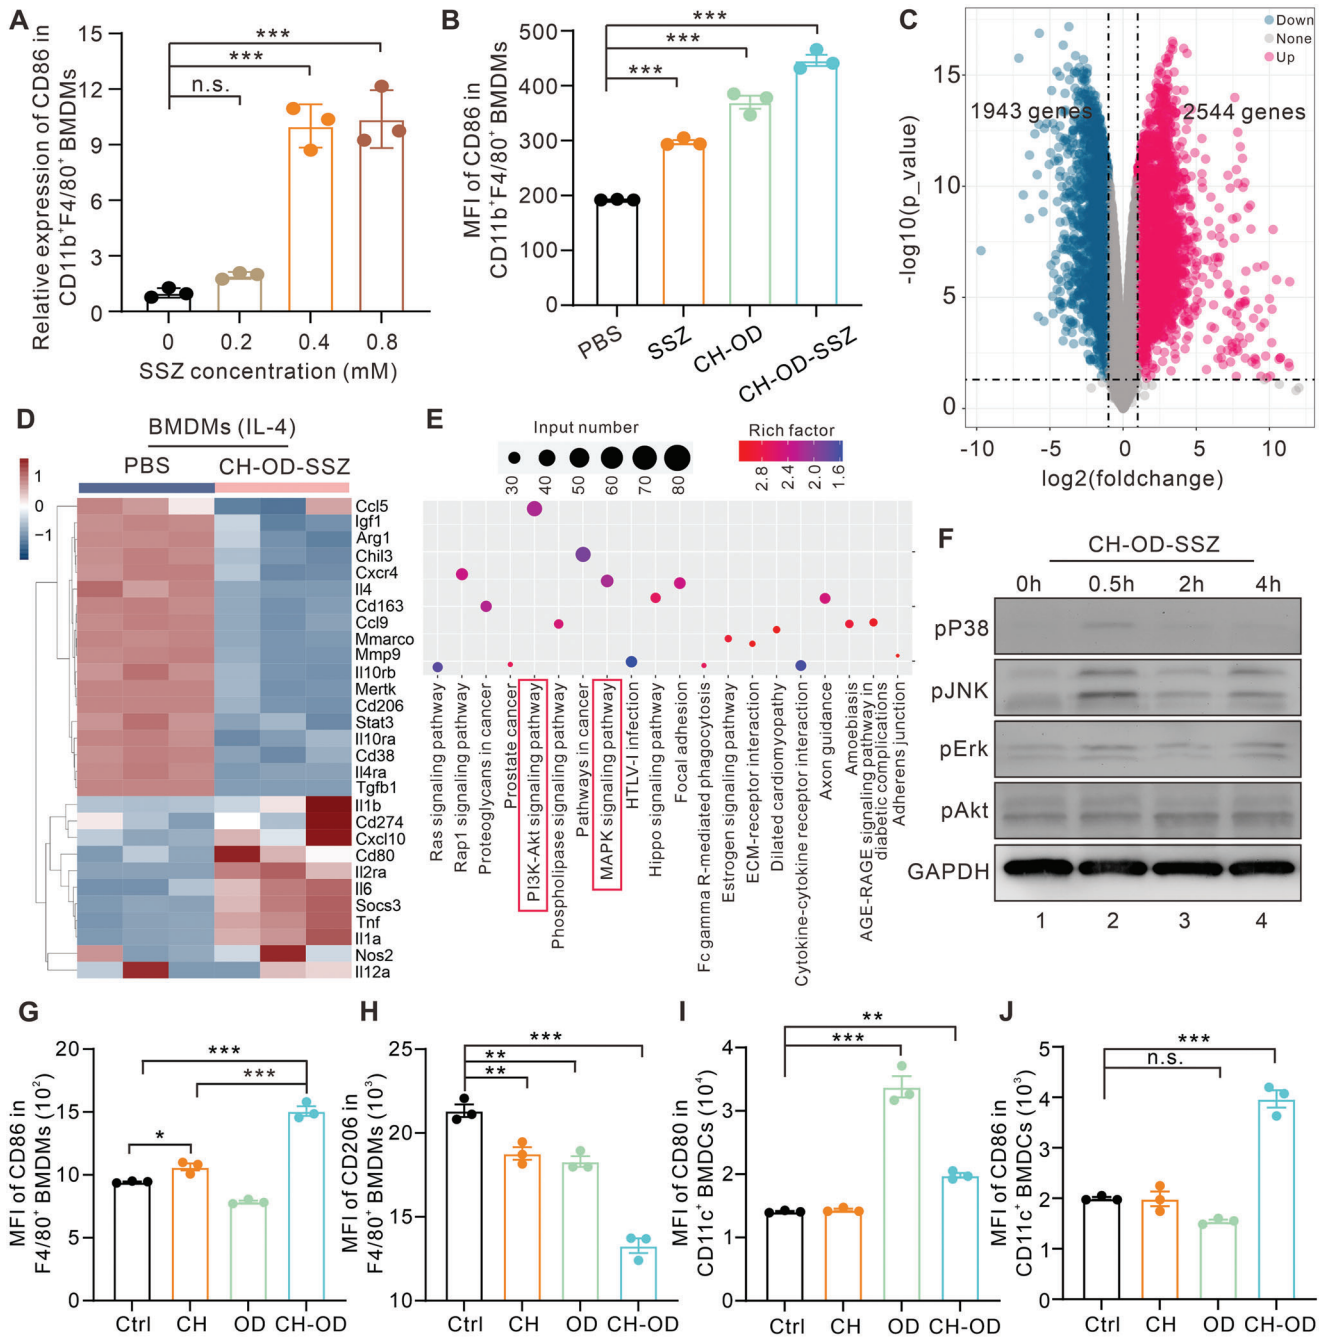 A
Relative expression of CD86 in
CD11b⁺F4/80⁺ BMDMs
15
12
9
6
3
0
***
***
n.s.
0 0.2 0.4 0.8
SSZ concentration (mM)
B
MFI of CD86 in
CD11b⁺F4/80⁺ BMDMs
500
400
300
200
100
0
***
***
***
PBS
SSZ
CH-OD
CH-OD-SSZ
C
-log10(p_value)
15
10
5
0
Down
None
Up
1943 genes
2544 genes
-10 -5 0 5 10
log2(foldchange)
D
BMDMs (IL-4)
PBS CH-OD-SSZ
1
0
−1
Ccl5
Igf1
Arg1
Chil3
Cxcr4
Il4
Cd163
Ccl9
Mmarco
Mmp9
Il10rb
Mertk
Cd206
Stat3
Il10ra
Cd38
Il4ra
Tgfb1
Il1b
Cd274
Cxcl10
Cd80
Il2ra
Il6
Socs3
Tnf
Il1a
Nos2
Il12a
E
Input number
30 40 50 60 70 80
Rich factor
2.8 2.4 2.0 1.6
Ras signaling pathway
Rap1 signaling pathway
Proteoglycans in cancer
Prostate cancer
PI3K-Akt signaling pathway
Phospholipase signaling pathway
Pathways in cancer
MAPK signaling pathway
HTLV-I infection
Hippo signaling pathway
Focal adhesion
Fc gamma R-mediated phagocytosis
Estrogen signaling pathway
ECM-receptor interaction
Dilated cardiomyopathy
Cytokine-cytokine receptor interaction
Axon guidance
Amoebiasis
AGE-RAGE signaling pathway in
diabetic complications
Adherens junction
F
CH-OD-SSZ
0h 0.5h 2h 4h
pP38
pJNK
pErk
pAkt
GAPDH
1 2 3 4
G
MFI of CD86 in
F4/80⁺ BMDMs (10²)
20
15
10
5
0
***
***
*
Ctrl CH OD CH-OD
H
MFI of CD206 in
F4/80⁺ BMDMs (10³)
25
20
15
10
***
**
**
Ctrl CH OD CH-OD
I
MFI of CD80 in
CD11c⁺ BMDCs (10⁴)
4
3
2
1
0
**
***
Ctrl CH OD CH-OD
J
MFI of CD86 in
CD11c⁺ BMDCs (10³)
5
4
3
2
1
0
***
n.s.
Ctrl CH OD CH-OD